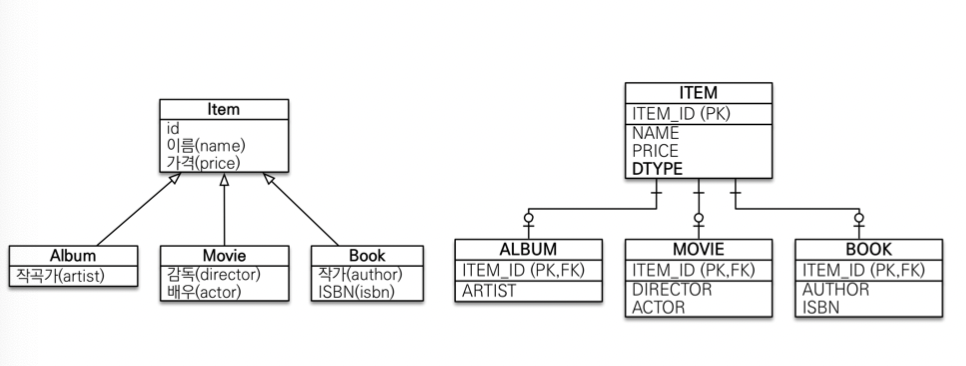 Item
id
이름(name)
가격(price)
Album
작곡가(artist)
Movie
감독(director)
배우(actor)
Book
작가(author)
ISBN(isbn)
ITEM
ITEM_ID (PK)
NAME
PRICE
DTYPE
ALBUM
ITEM_ID (PK,FK)
ARTIST
MOVIE
ITEM_ID (PK,FK)
DIRECTOR
ACTOR
BOOK
ITEM_ID (PK,FK)
AUTHOR
ISBN